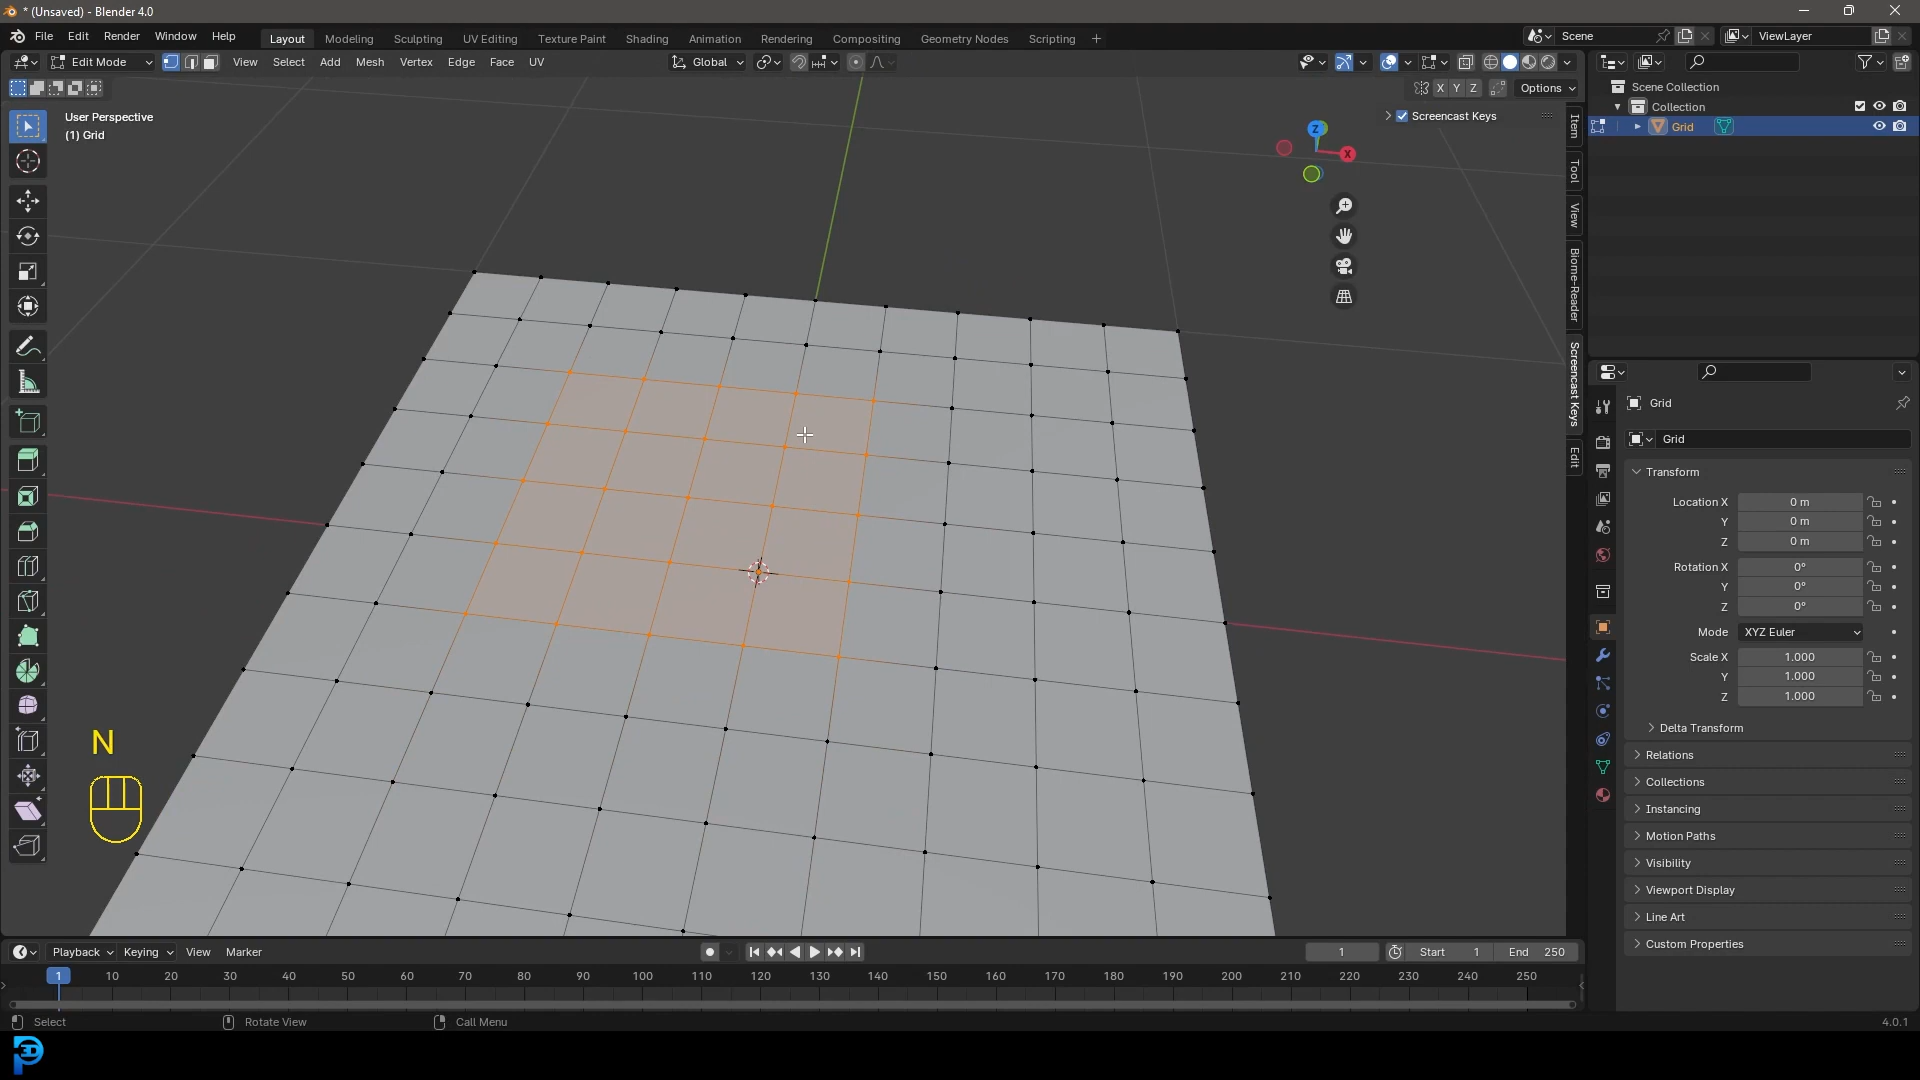 * (Unsaved) - Blender 4.0
File Edit Render Window Help
Layout Modeling Sculpting UV Editing Texture Paint Shading Animation Rendering Compositing Geometry Nodes Scripting +
Scene ViewLayer
Edit Mode View Select Add Mesh Vertex Edge Face UV Global
X Y Z Options
User Perspective
(1) Grid
Screencast Keys
Z
X
Item
Tool
View
Biome-Reader
Screencast Keys
Edit
N
Scene Collection
Collection
Grid
Grid
Grid
Transform
Location X 0 m
Y 0 m
Z 0 m
Rotation X 0°
Y 0°
Z 0°
Mode XYZ Euler
Scale X 1.000
Y 1.000
Z 1.000
Delta Transform
Relations
Collections
Instancing
Motion Paths
Visibility
Viewport Display
Line Art
Custom Properties
Playback Keying View Marker 1 Start 1 End 250
1 10 20 30 40 50 60 70 80 90 100 110 120 130 140 150 160 170 180 190 200 210 220 230 240 250
Select Rotate View Call Menu 4.0.1